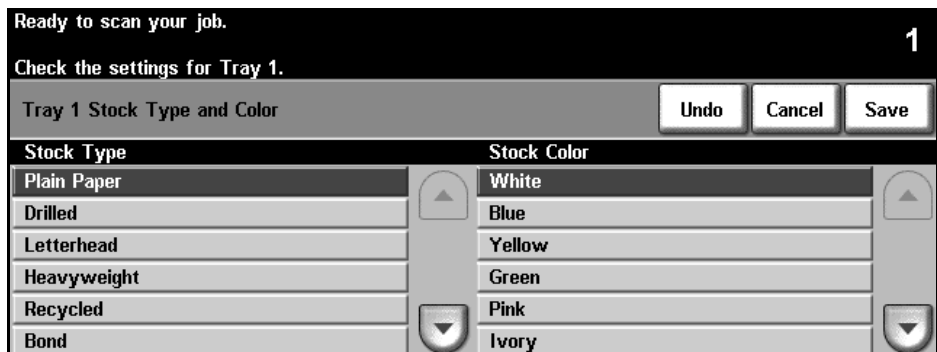 Ready to scan your job.
1
Check the settings for Tray 1.
Tray 1 Stock Type and Color
Undo
Cancel
Save
Stock Type
Stock Color
Plain Paper
White
Drilled
Blue
Letterhead
Yellow
Heavyweight
Green
Recycled
Pink
Bond
Ivory